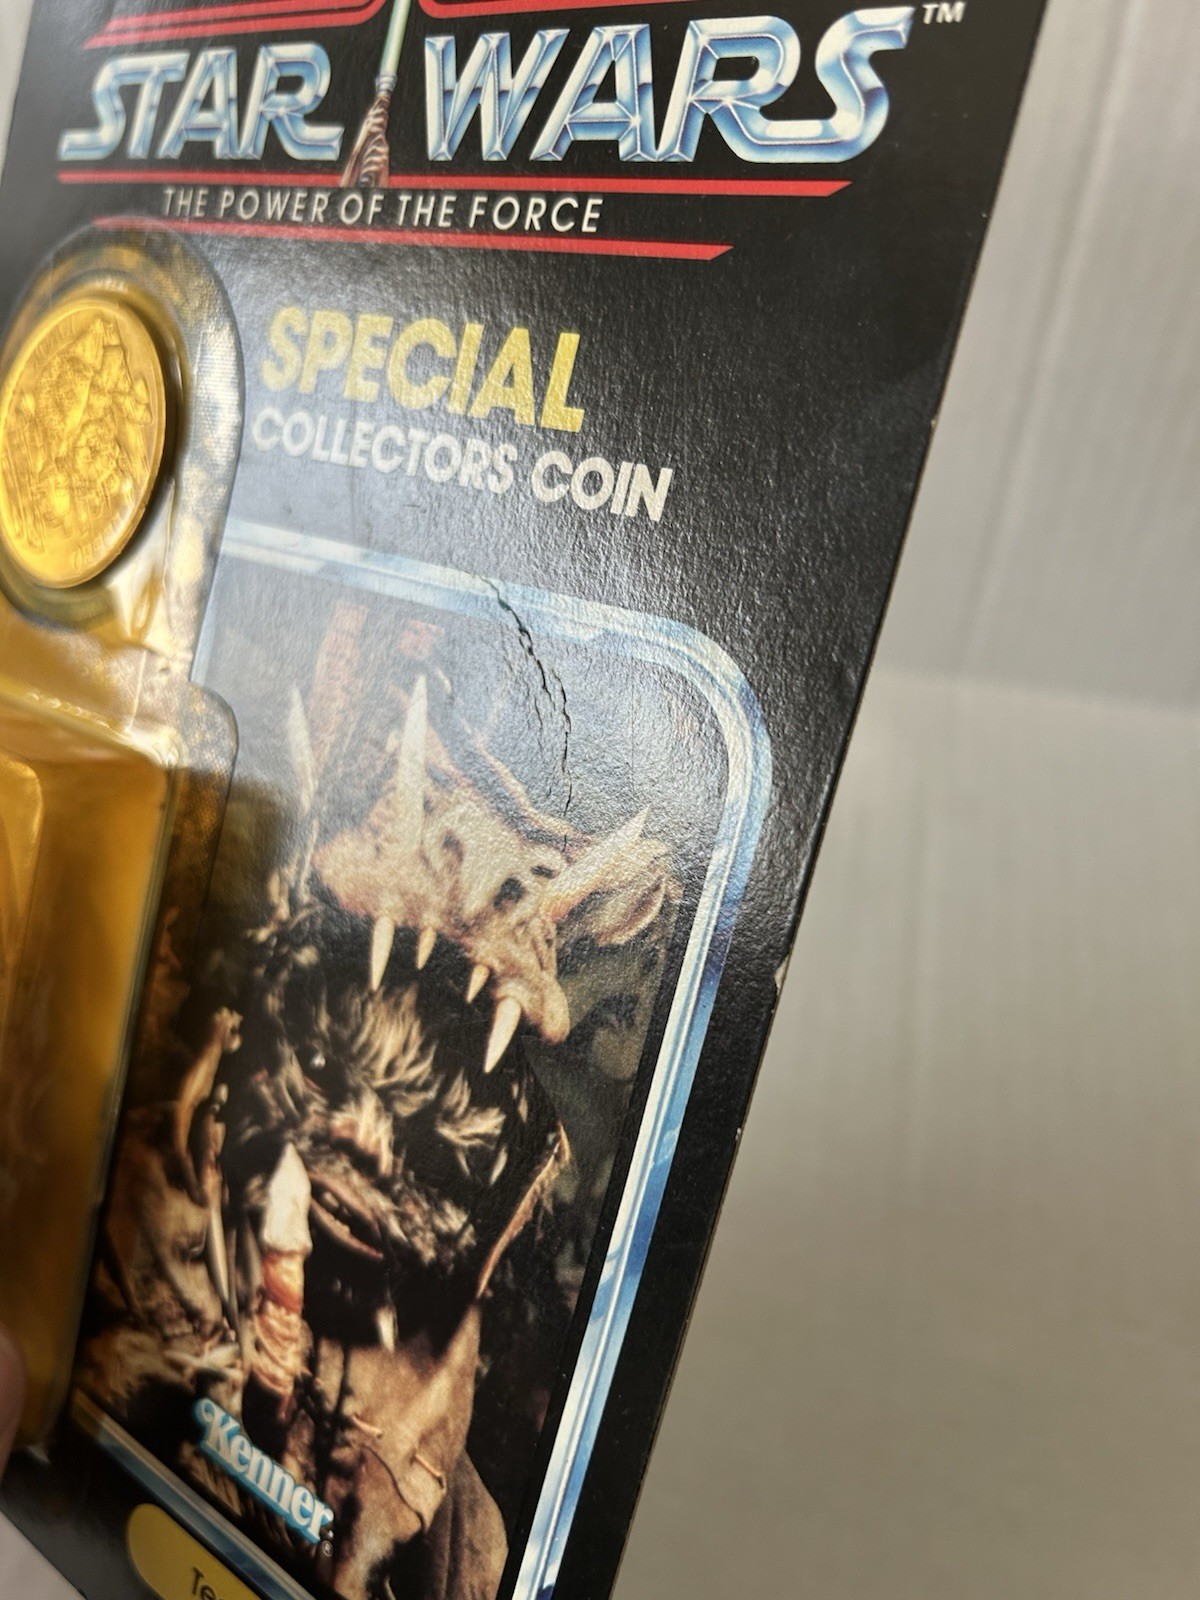 STAR WARS™
THE POWER OF THE FORCE
SPECIAL
COLLECTORS COIN
Kenner®